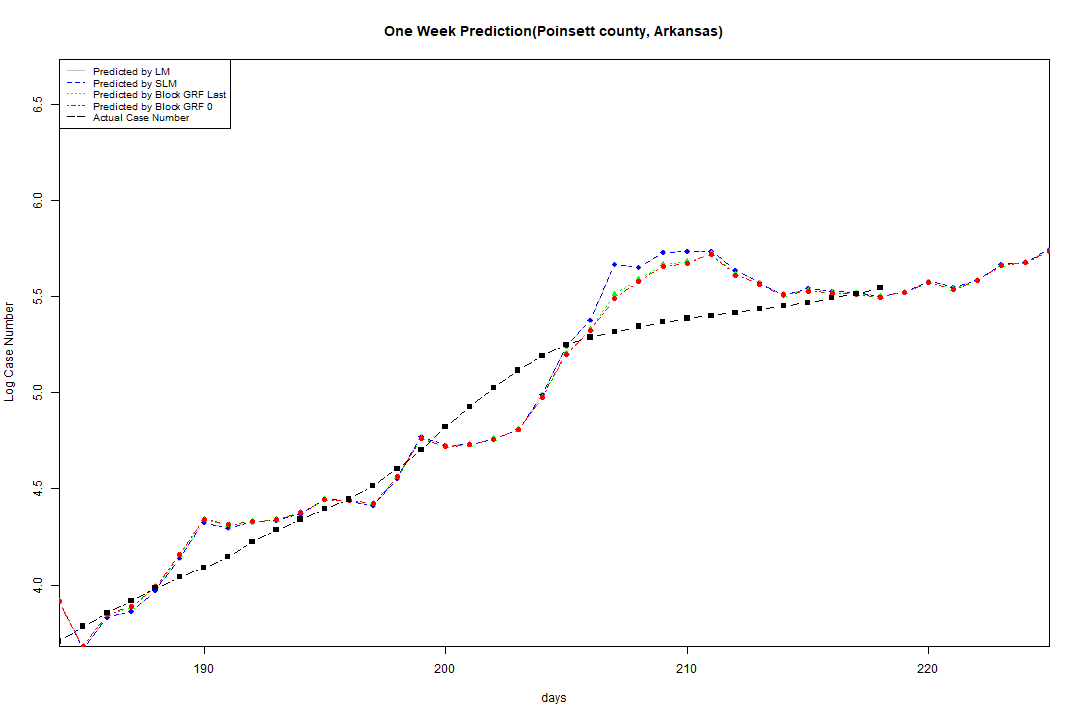 One Week Prediction(Poinsett county, Arkansas)
Predicted by LM
Predicted by SLM
Predicted by Block GRF Last
Predicted by Block GRF 0
Actual Case Number
6.5
6.0
5.5
5.0
4.5
4.0
Log Case Number
190 200 210 220
days